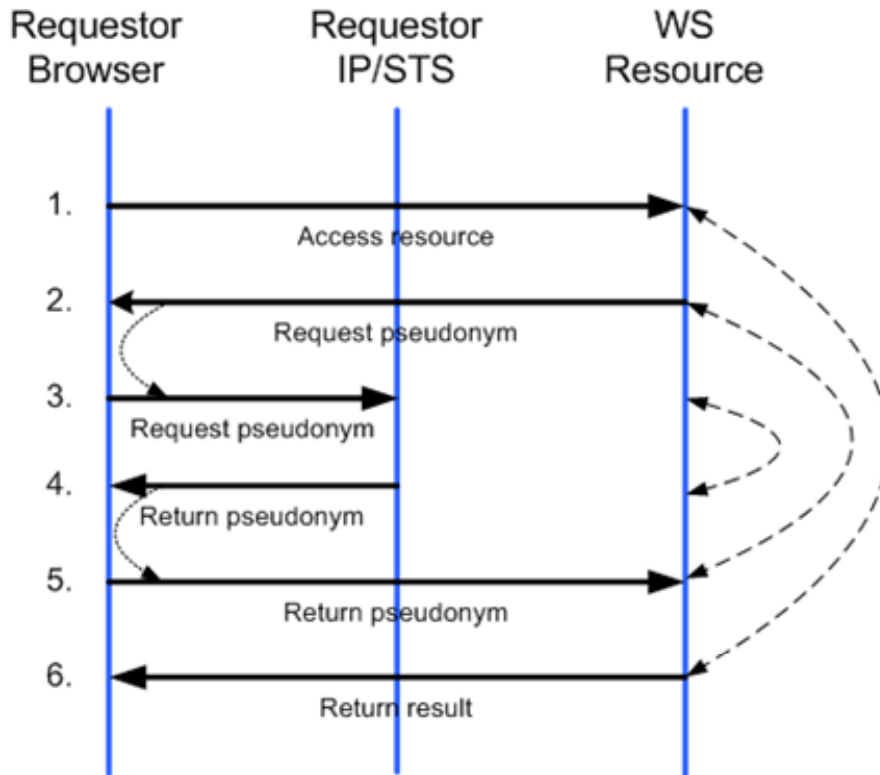 Requestor
Browser
Requestor
IP/STS
WS
Resource
1.
Access resource
2.
Request pseudonym
3.
Request pseudonym
4.
Return pseudonym
5.
Return pseudonym
6.
Return result